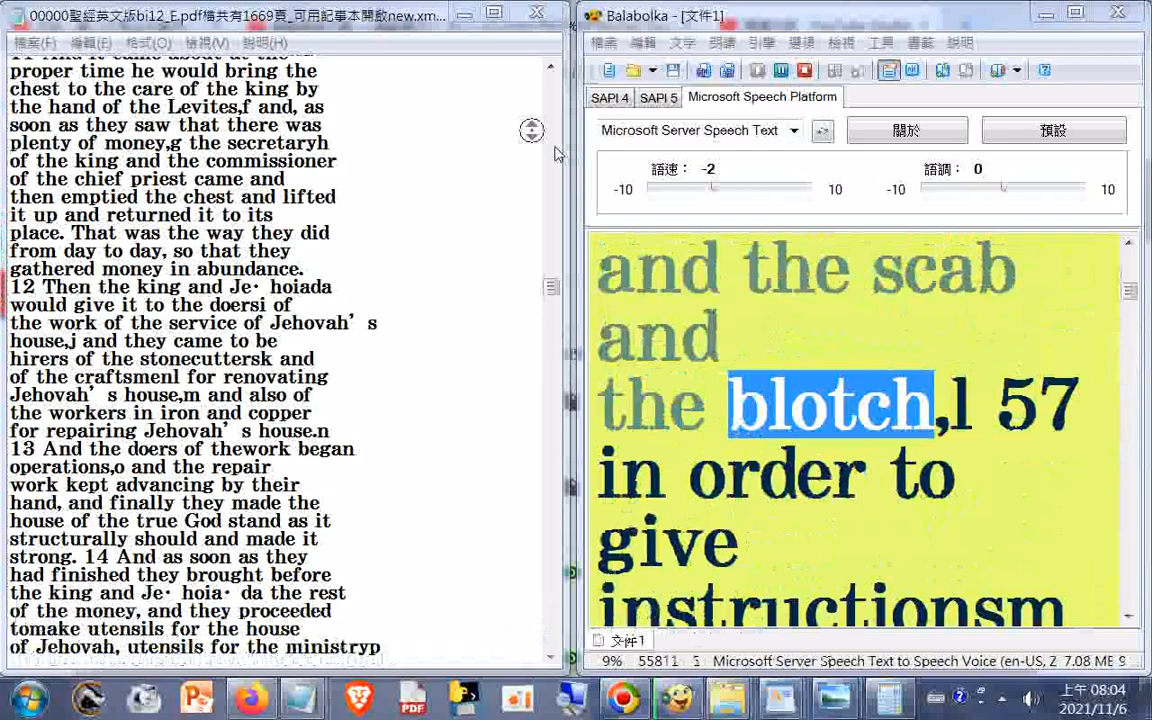 00000聖經英文版bi12_E.pdf檔共有1669頁_可用記事本開啟new.xm...
檔案(F) 編輯(E) 格式(O) 檢視(V) 說明(H)
proper time he would bring the
chest to the care of the king by
the hand of the Levites,f and, as
soon as they saw that there was
plenty of money,g the secretaryh
of the king and the commissioner
of the chief priest came and
then emptied the chest and lifted
it up and returned it to its
place. That was the way they did
from day to day, so that they
gathered money in abundance.
12 Then the king and Je· hoiada
would give it to the doersi of
the work of the service of Jehovah’s
house,j and they came to be
hirers of the stonecuttersk and
of the craftsmenl for renovating
Jehovah’s house,m and also of
the workers in iron and copper
for repairing Jehovah’s house.n
13 And the doers of thework began
operations,o and the repair
work kept advancing by their
hand, and finally they made the
house of the true God stand as it
structurally should and made it
strong. 14 And as soon as they
had finished they brought before
the king and Je· hoia· da the rest
of the money, and they proceeded
tomake utensils for the house
of Jehovah, utensils for the ministryp
Balabolka - [文件1]
檔案 編輯 文字 朗讀 引擎 選項 檢視 工具 書籤 說明
SAPI 4 SAPI 5 Microsoft Speech Platform
Microsoft Server Speech Text 關於 預設
語速： -2 語調： 0
-10 10 -10 10
and the scab
and
the blotch,l 57
in order to
give
instructionsm
文件1
9% 55811 1 Microsoft Server Speech Text to Speech Voice (en-US, Z 7.08 MB 9
上午 08:04
2021/11/6